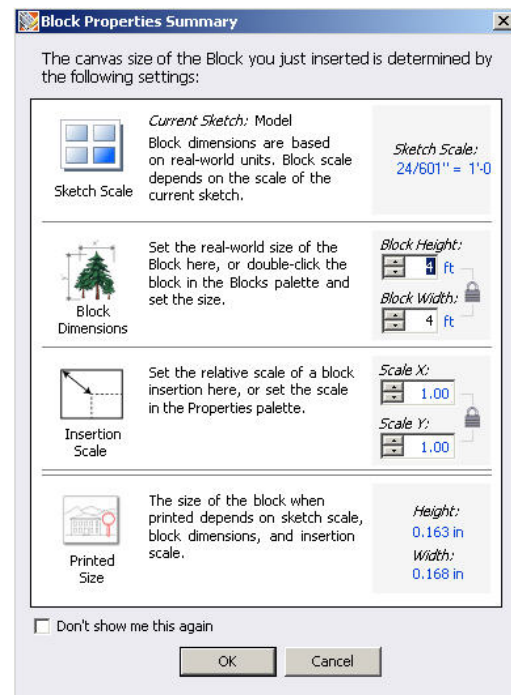 Block Properties Summary
The canvas size of the Block you just inserted is determined by
the following settings:
Sketch Scale
Current Sketch: Model
Block dimensions are based
on real-world units. Block scale
depends on the scale of the
current sketch.
Sketch Scale:
24/601" = 1'-0
Block
Dimensions
Set the real-world size of the
Block here, or double-click the
block in the Blocks palette and
set the size.
Block Height:
4 ft
Block Width:
4 ft
Insertion
Scale
Set the relative scale of a block
insertion here, or set the scale
in the Properties palette.
Scale X:
1.00
Scale Y:
1.00
Printed
Size
The size of the block when
printed depends on sketch scale,
block dimensions, and insertion
scale.
Height:
0.163 in
Width:
0.168 in
Don't show me this again
OK
Cancel